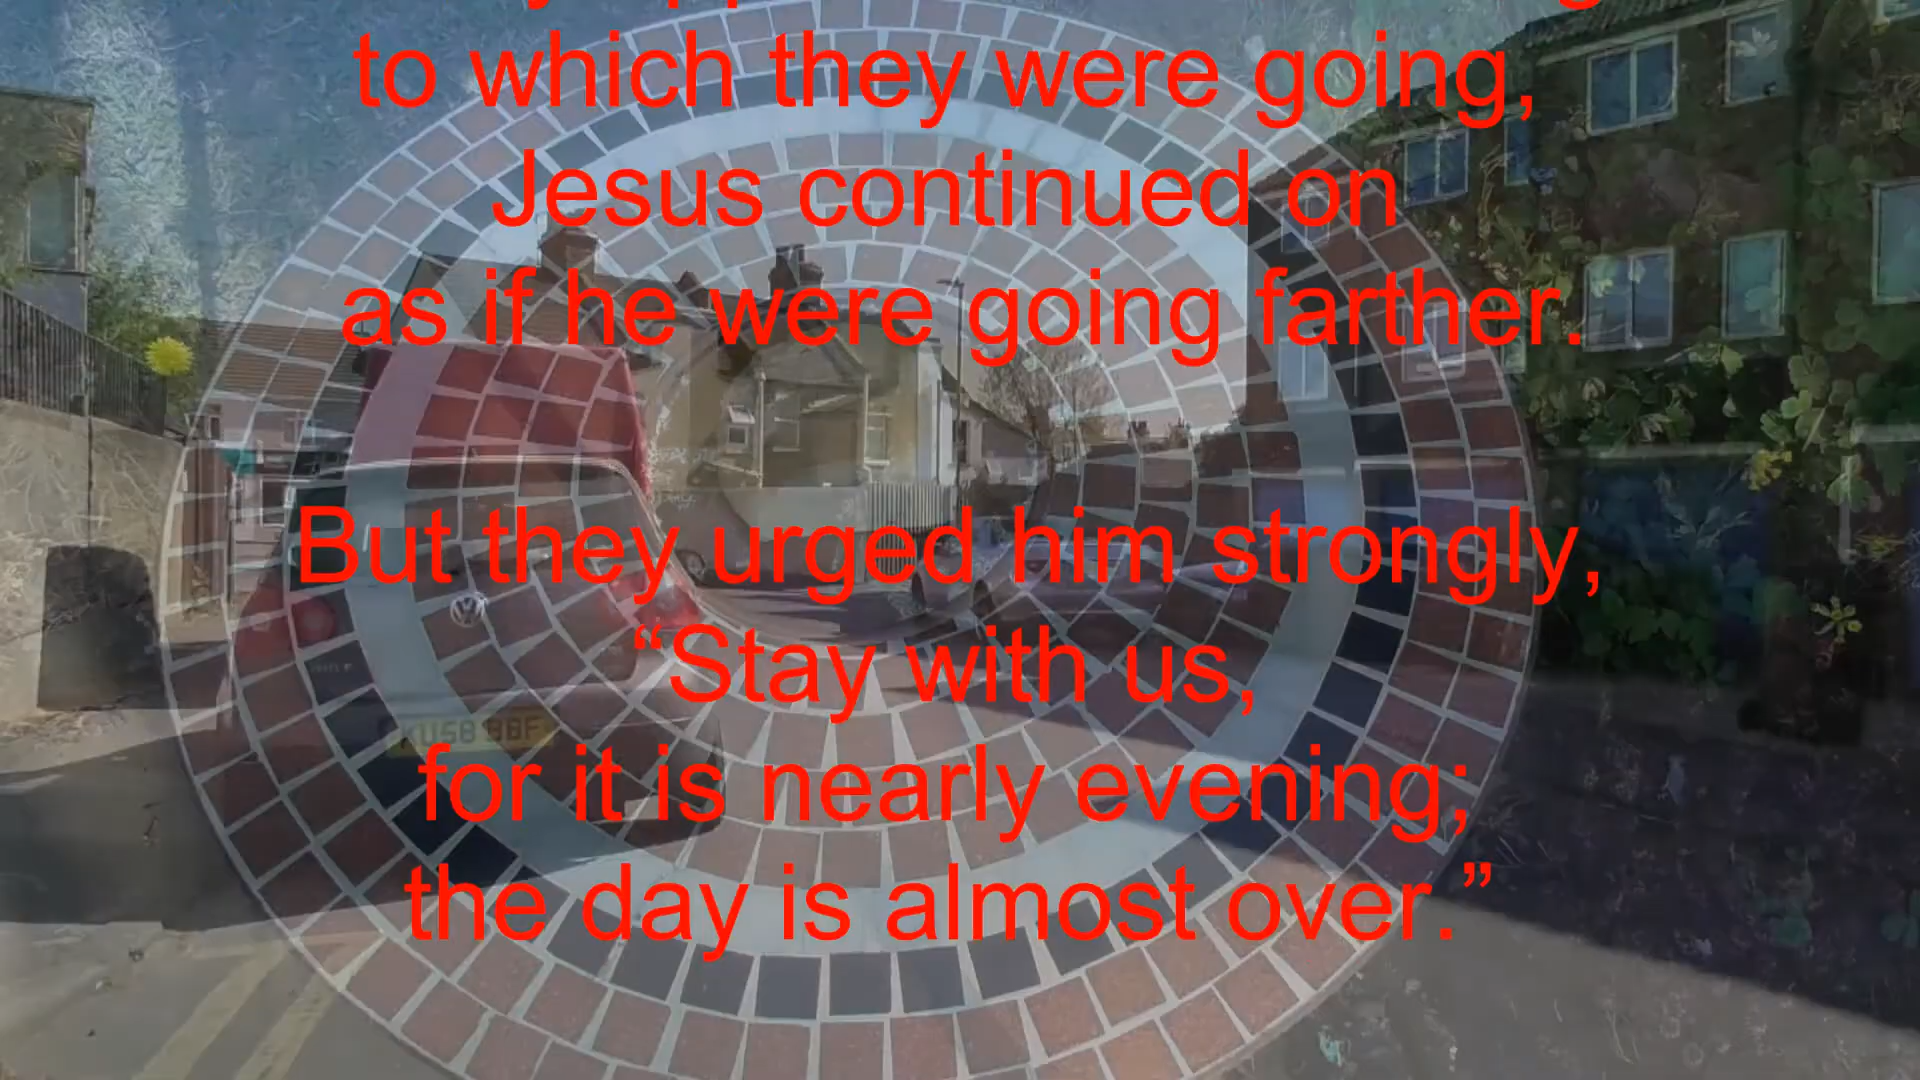 to which they were going,
Jesus continued on
as if he were going farther.
But they urged him strongly,
“Stay with us,
for it is nearly evening;
the day is almost over.”